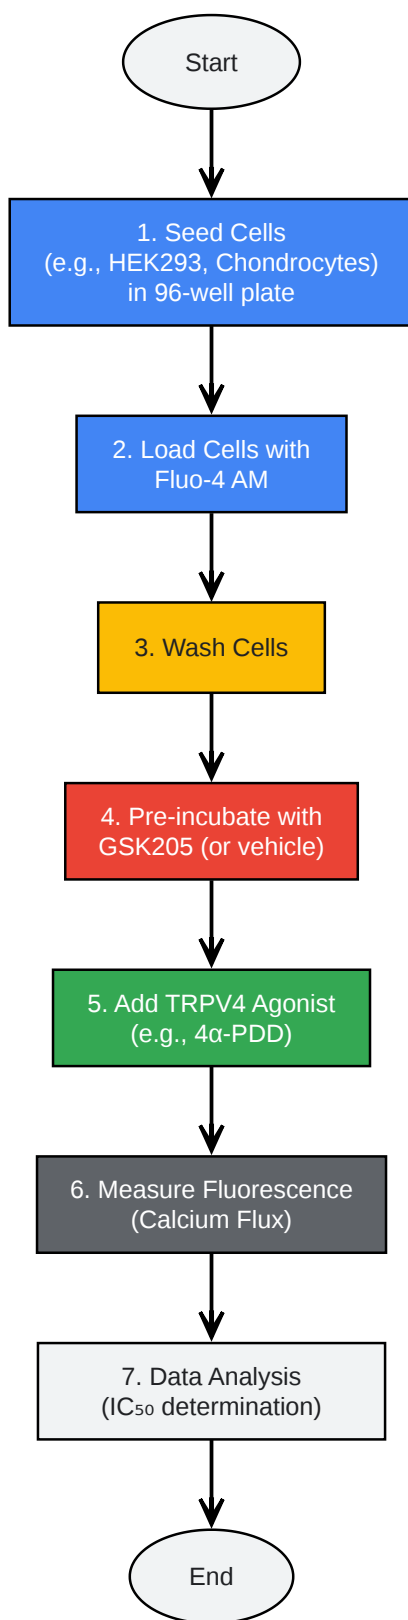 Start
1. Seed Cells
(e.g., HEK293, Chondrocytes)
in 96-well plate
2. Load Cells with
Fluo-4 AM
3. Wash Cells
4. Pre-incubate with
GSK205 (or vehicle)
5. Add TRPV4 Agonist
(e.g., 4α-PDD)
6. Measure Fluorescence
(Calcium Flux)
7. Data Analysis
(IC₅₀ determination)
End